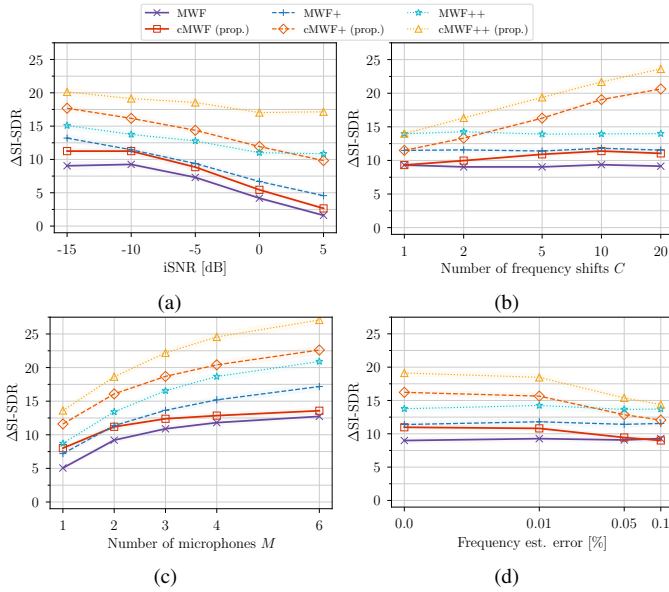 MWF MWF+ MWF++
cMWF (prop.) cMWF+ (prop.) cMWF++ (prop.)
25
20
15
10
5
0
ΔSI-SDR
-15 -10 -5 0 5
iSNR [dB]
(a)
25
20
15
10
5
0
ΔSI-SDR
1 2 5 10 20
Number of frequency shifts C
(b)
25
20
15
10
5
0
ΔSI-SDR
1 2 3 4 6
Number of microphones M
(c)
25
20
15
10
5
0
ΔSI-SDR
0.0 0.01 0.05 0.1
Frequency est. error [%]
(d)